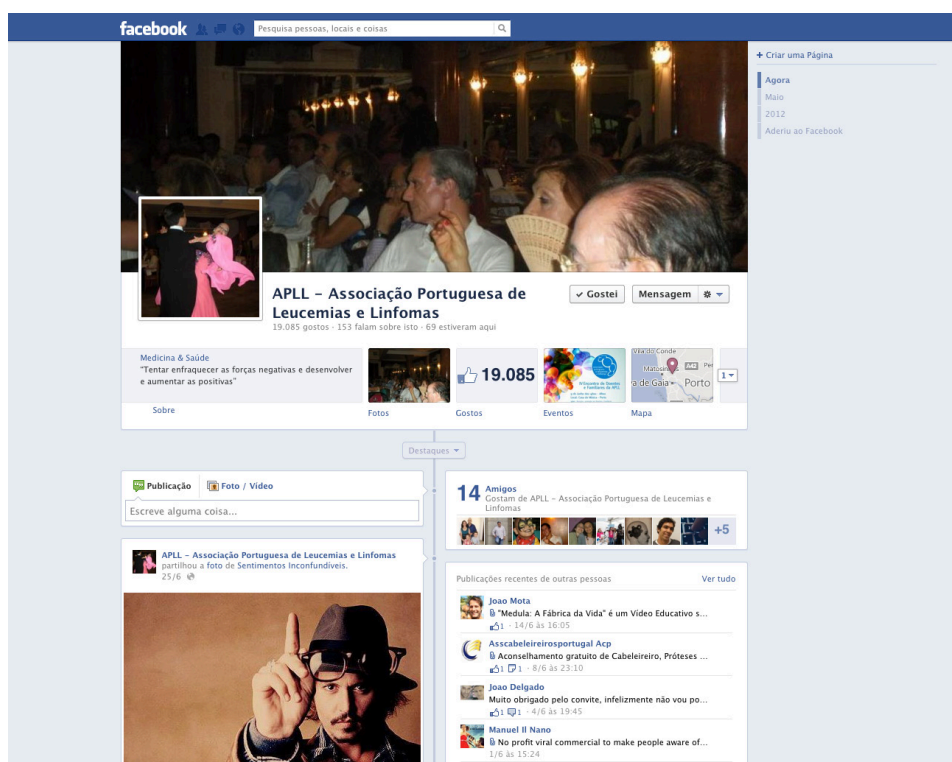 facebook
Pesquisa pessoas, locais e coisas
+ Criar uma Página
Agora
Maio
2012
Aderiu ao Facebook
APLL – Associação Portuguesa de
Leucemias e Linfomas
19.085 gostos · 153 falam sobre isto · 69 estiveram aqui
✓ Gostei
Mensagem
Medicina & Saúde
"Tentar enfraquecer as forças negativas e desenvolver
e aumentar as positivas"
Sobre
Fotos
19.085
Gostos
Eventos
Vila do Conde
Matosin
A42
Porto
a de Gaia
Mapa
1
Destaques
Publicação
Foto / Vídeo
Escreve alguma coisa...
APLL – Associação Portuguesa de Leucemias e Linfomas
partilhou a foto de Sentimentos Inconfundíveis.
25/6
14 Amigos
Gostam de APLL – Associação Portuguesa de Leucemias e
Linfomas
+5
Publicações recentes de outras pessoas
Ver tudo
Joao Mota
"Medula: A Fábrica da Vida" é um Vídeo Educativo s...
1 · 14/6 às 16:05
Asscabeleireirosportugal Acp
Aconselhamento gratuito de Cabeleireiro, Próteses ...
1 1 · 8/6 às 23:10
Joao Delgado
Muito obrigado pelo convite, infelizmente não vou po...
1 1 · 4/6 às 19:45
Manuel Il Nano
No profit viral commercial to make people aware of...
1/6 às 15:24